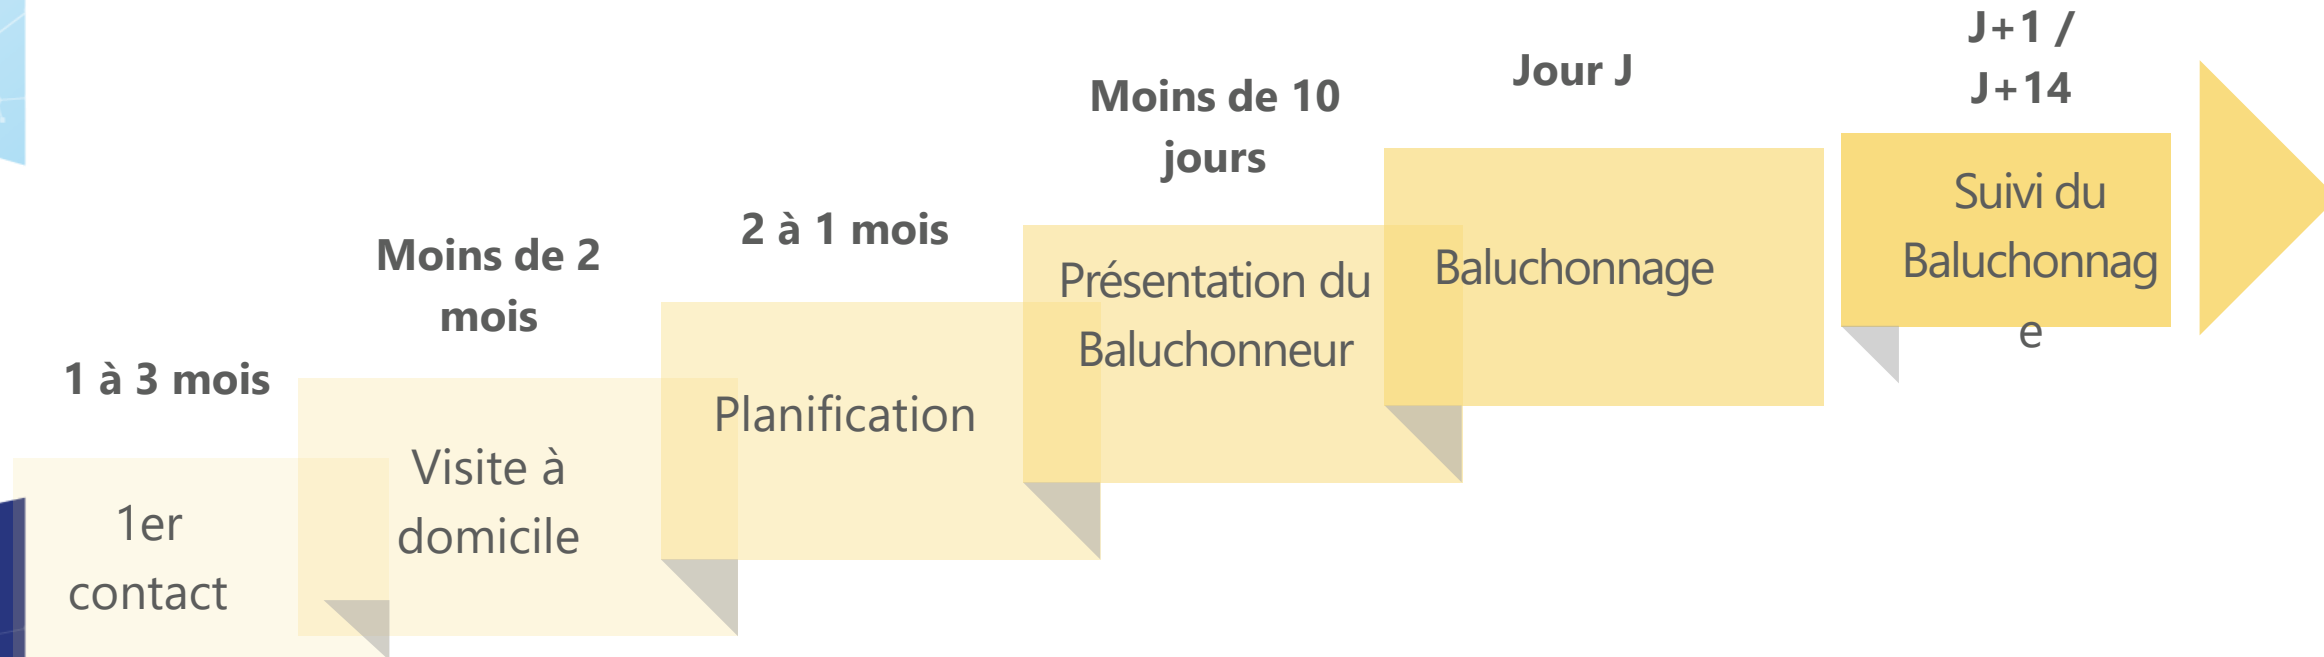 1 à 3 mois
1er
contact
Moins de 2
mois
Visite à
domicile
2 à 1 mois
Planification
Moins de 10
jours
Présentation du
Baluchonneur
Jour J
Baluchonnage
J+1 /
J+14
Suivi du
Baluchonnag
e